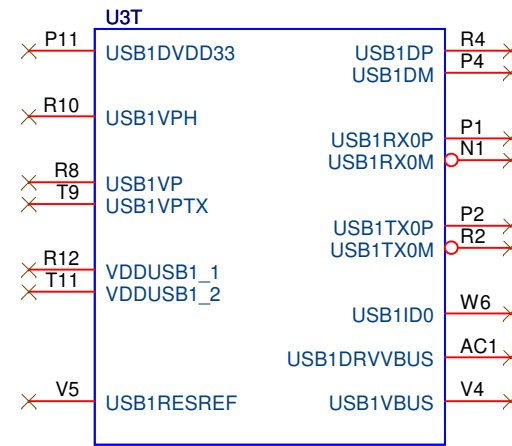 U3T
P11 USB1DVDD33 USB1DP R4
USB1DM P4
R10 USB1VPH
USB1RX0P P1
USB1RX0M N1
R8 USB1VP
T9 USB1VPTX
USB1TX0P P2
USB1TX0M R2
R12 VDDUSB1_1
T11 VDDUSB1_2
USB1ID0 W6
USB1DRVVBUS AC1
V5 USB1RESREF USB1VBUS V4